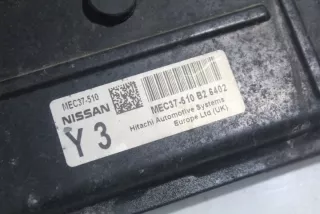 MEC37-510
NISSAN
Y 3
MEC37-510 B2 6402
Hitachi Automotive Systems
Europe Ltd (UK)